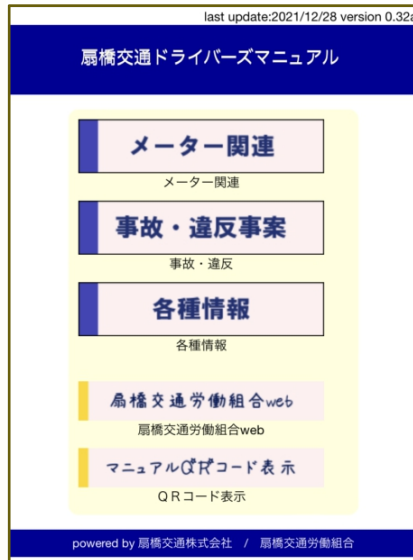 last update:2021/12/28 version 0.32a
扇橋交通ドライバーズマニュアル
メーター関連
メーター関連
事故・違反事案
事故・違反
各種情報
各種情報
扇橋交通労働組合web
扇橋交通労働組合web
マニュアルQRコード表示
QRコード表示
powered by 扇橋交通株式会社 / 扇橋交通労働組合